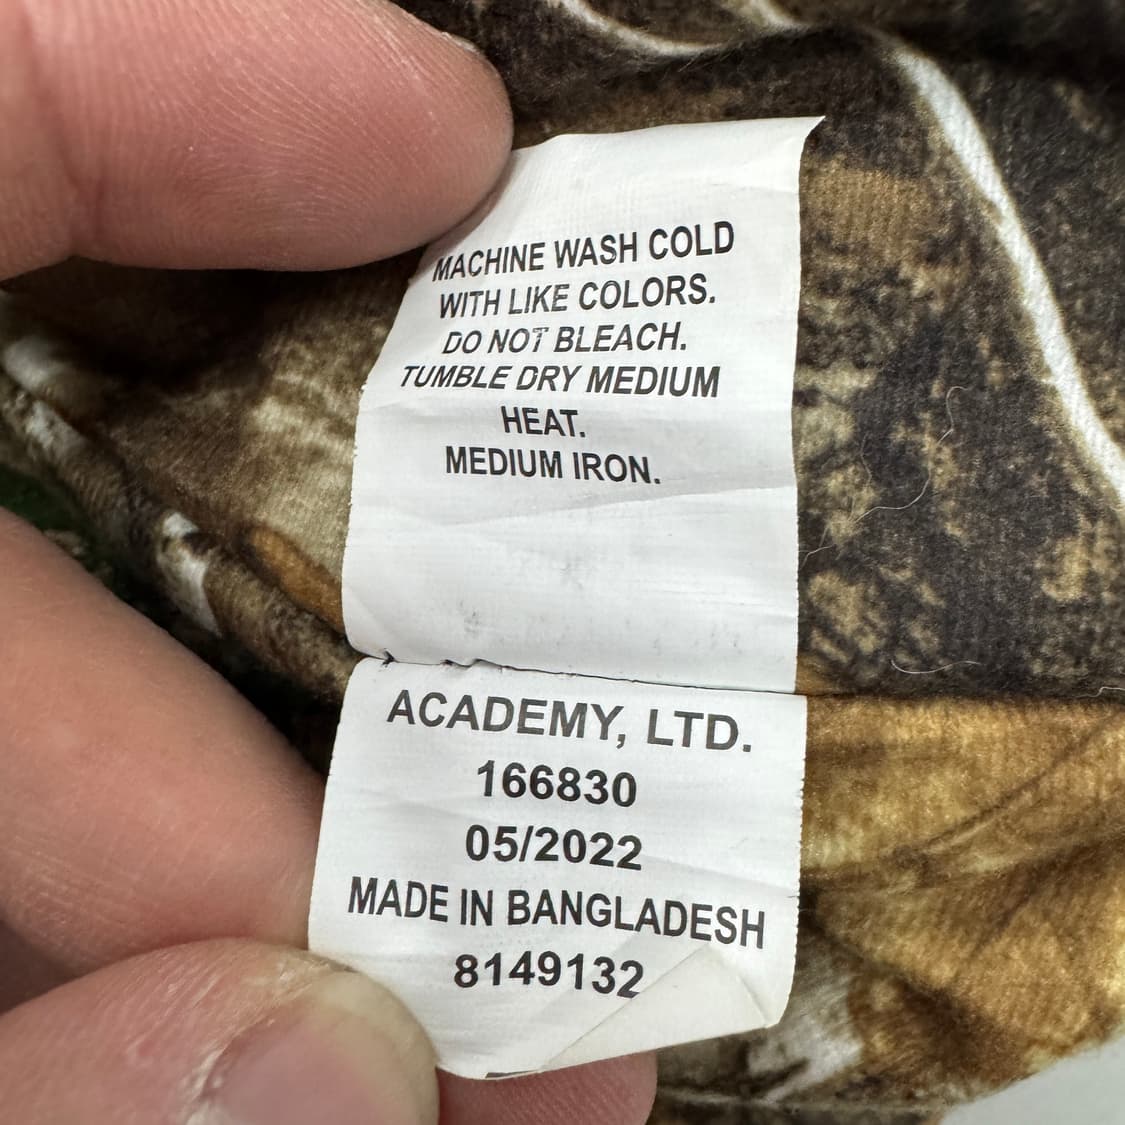 MACHINE WASH COLD
WITH LIKE COLORS.
DO NOT BLEACH.
TUMBLE DRY MEDIUM
HEAT.
MEDIUM IRON.
ACADEMY, LTD.
166830
05/2022
MADE IN BANGLADESH
8149132